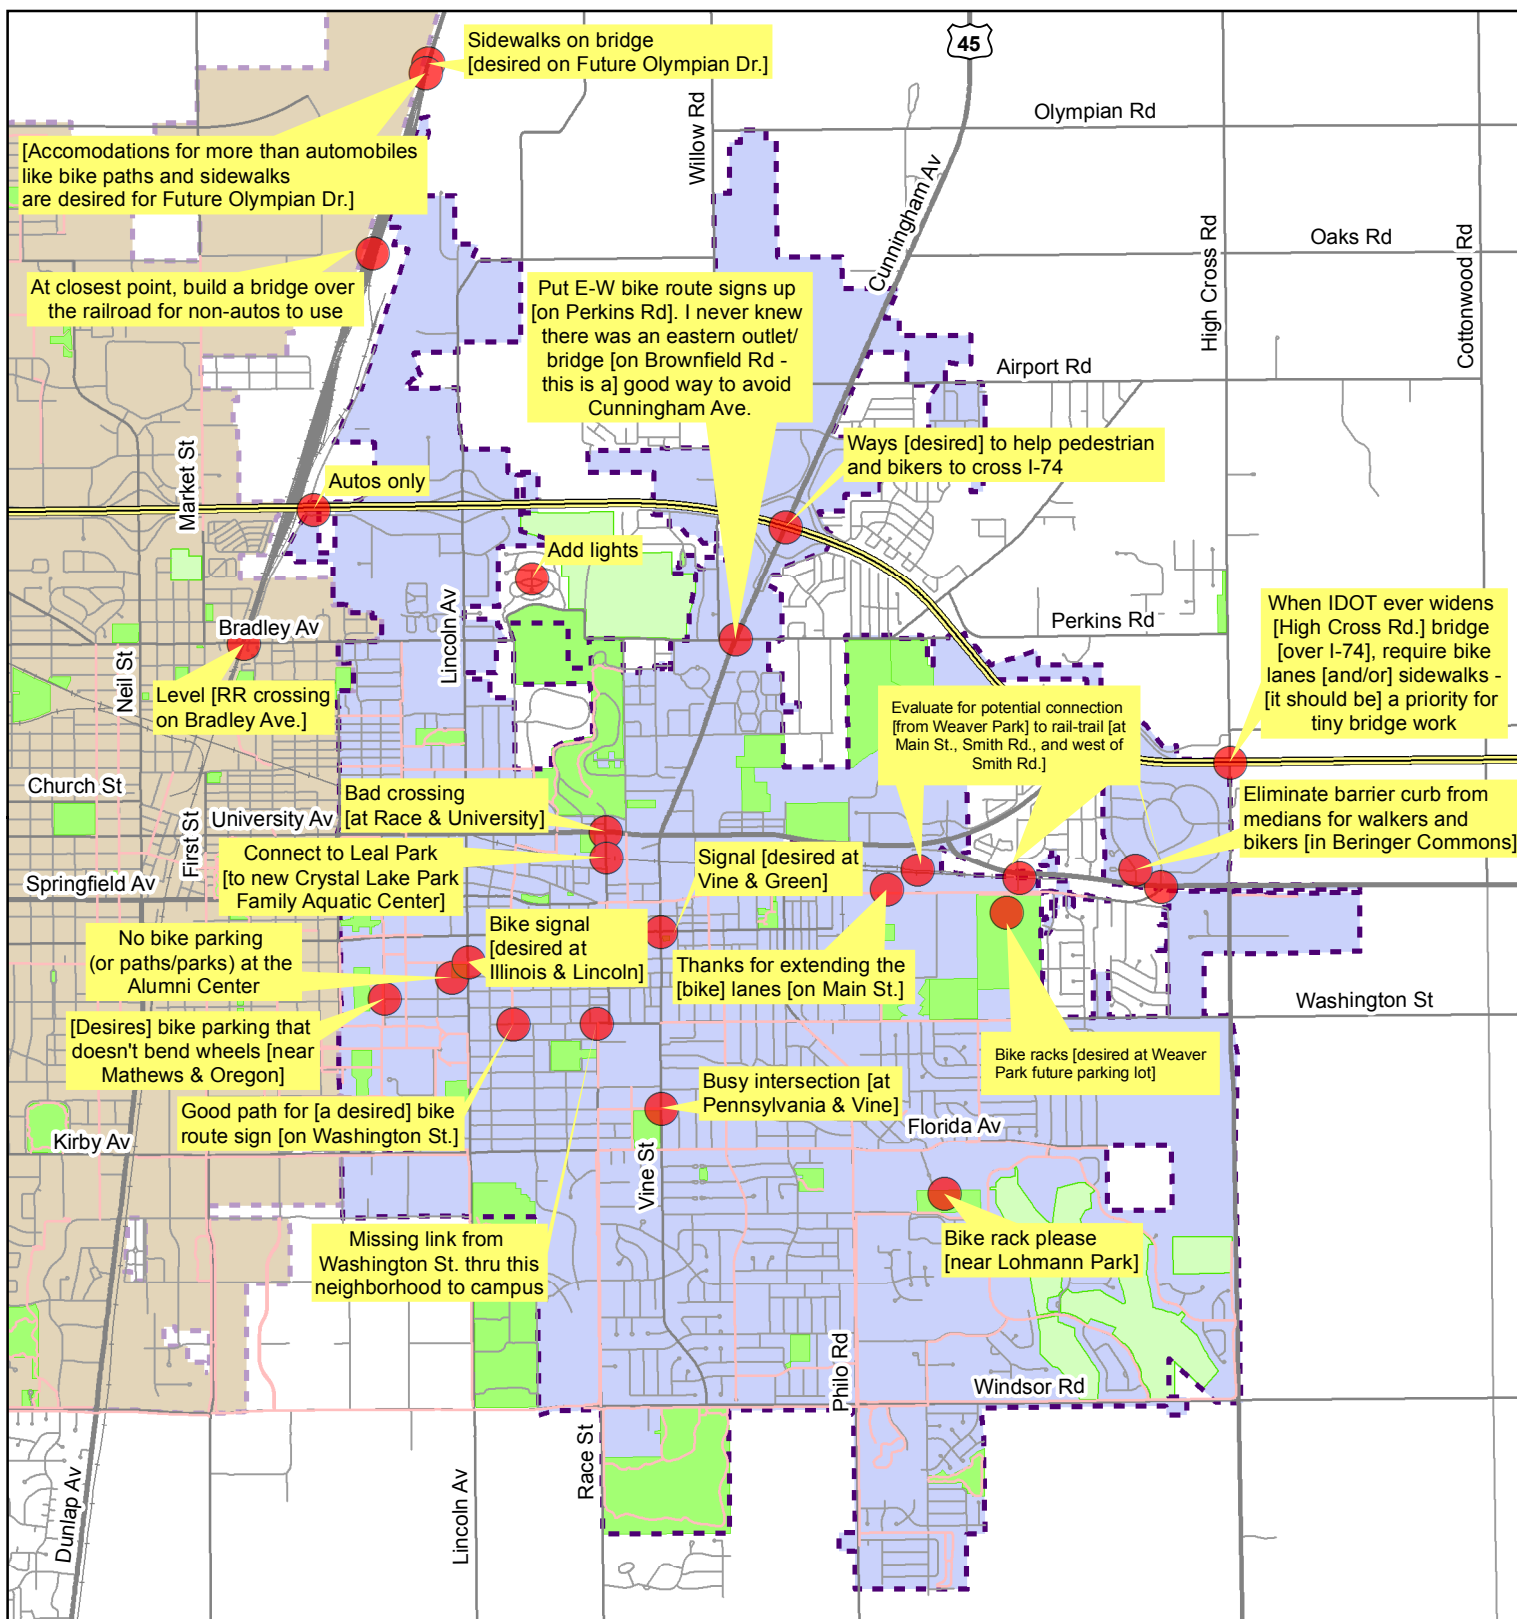 Sidewalks on bridge
[desired on Future Olympian Dr.]
45
Olympian Rd
Willow Rd
[Accomodations for more than automobiles
like bike paths and sidewalks
are desired for Future Olympian Dr.]
Cunningham Av
High Cross Rd
Oaks Rd
Cottonwood Rd
At closest point, build a bridge over
the railroad for non-autos to use
Put E-W bike route signs up
[on Perkins Rd]. I never knew
there was an eastern outlet/
bridge [on Brownfield Rd -
this is a] good way to avoid
Cunningham Ave.
Airport Rd
Market St
Autos only
Ways [desired] to help pedestrian
and bikers to cross I-74
Add lights
Lincoln Av
Bradley Av
Perkins Rd
Neil St
When IDOT ever widens
[High Cross Rd.] bridge
[over I-74], require bike
lanes [and/or] sidewalks -
[it should be] a priority for
tiny bridge work
Level [RR crossing
on Bradley Ave.]
Evaluate for potential connection
[from Weaver Park] to rail-trail [at
Main St., Smith Rd., and west of
Smith Rd.]
Church St
First St
University Av
Bad crossing
[at Race & University]
Eliminate barrier curb from
medians for walkers and
bikers [in Beringer Commons]
Springfield Av
Connect to Leal Park
[to new Crystal Lake Park
Family Aquatic Center]
Signal [desired at
Vine & Green]
No bike parking
(or paths/parks) at the
Alumni Center
Bike signal
[desired at
Illinois & Lincoln]
Thanks for extending the
[bike] lanes [on Main St.]
Washington St
[Desires] bike parking that
doesn't bend wheels [near
Mathews & Oregon]
Bike racks [desired at Weaver
Park future parking lot]
Good path for [a desired] bike
route sign [on Washington St.]
Busy intersection [at
Pennsylvania & Vine]
Florida Av
Kirby Av
Vine St
Missing link from
Washington St. thru this
neighborhood to campus
Bike rack please
[near Lohmann Park]
Philo Rd
Windsor Rd
Race St
Dunlap Av
Lincoln Av